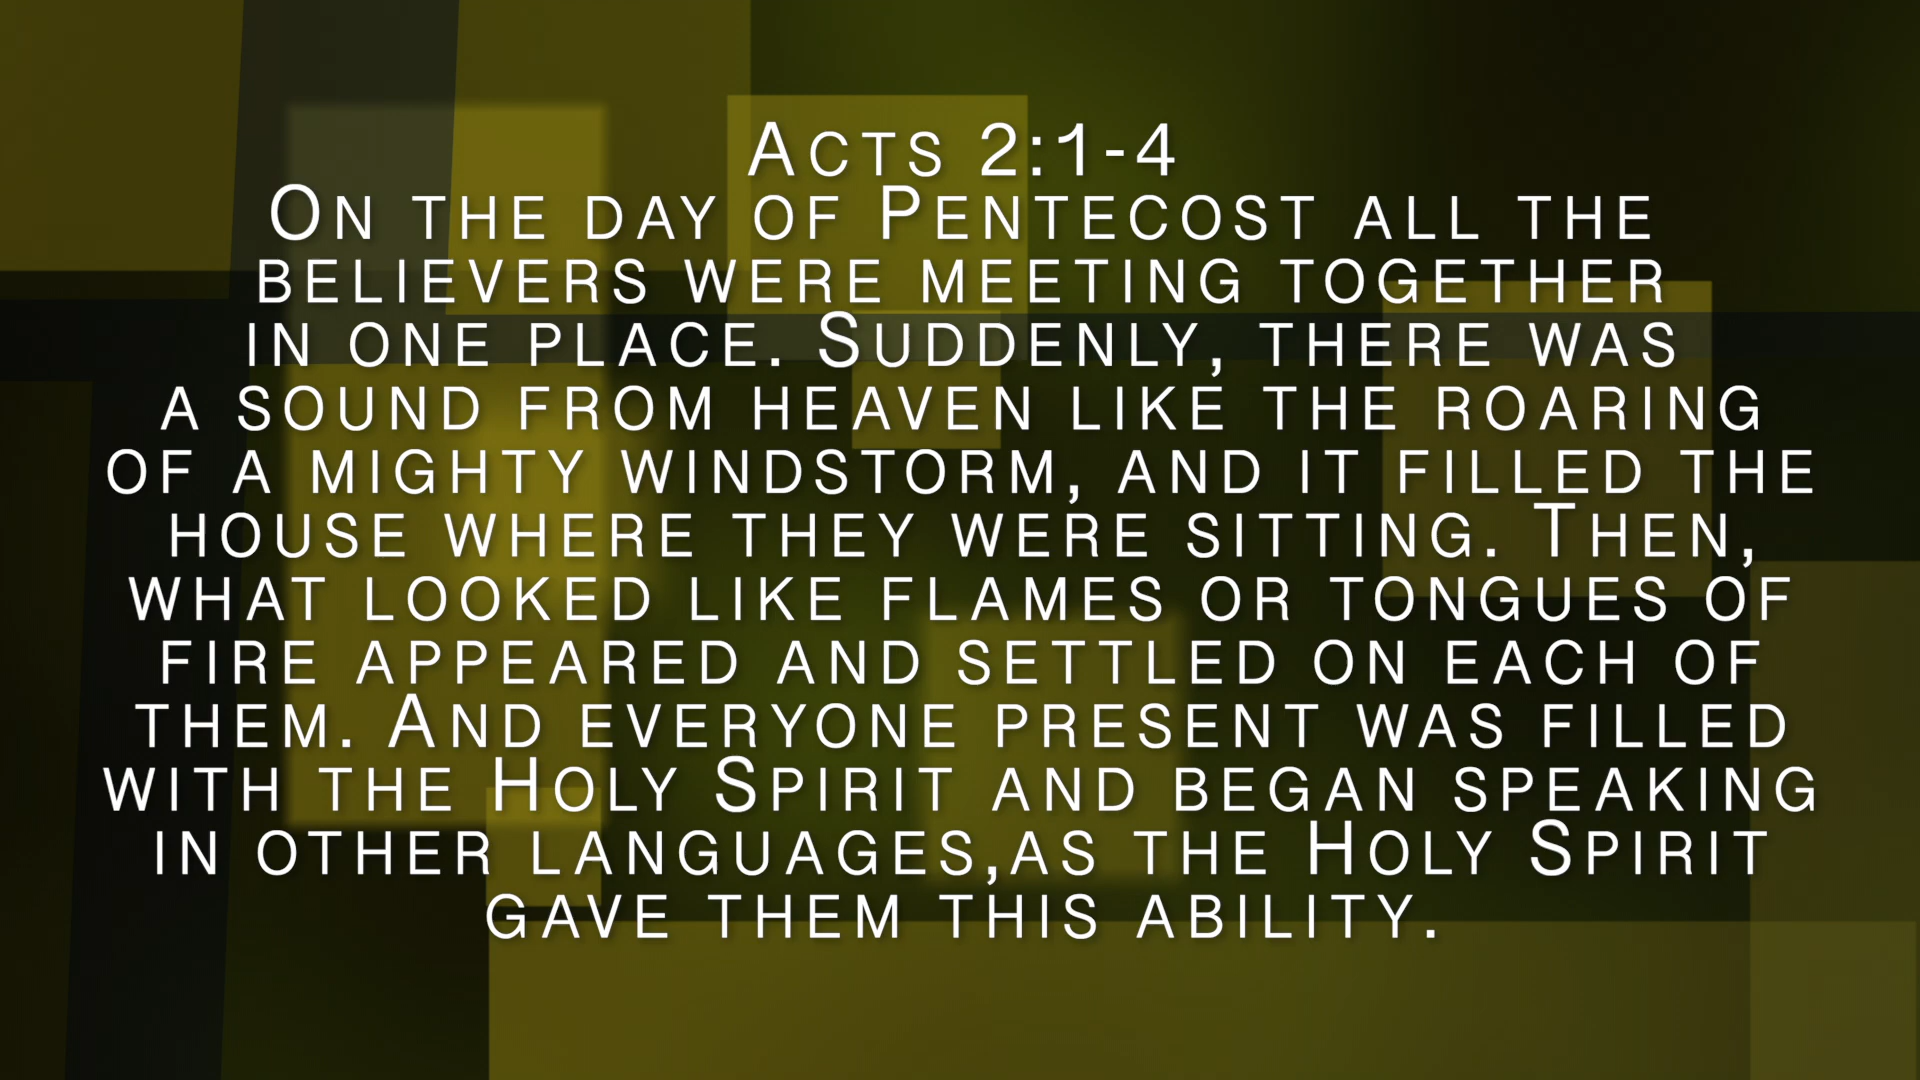 Acts 2:1-4
On the day of Pentecost all the
believers were meeting together
in one place. Suddenly, there was
a sound from heaven like the roaring
of a mighty windstorm, and it filled the
house where they were sitting. Then,
what looked like flames or tongues of
fire appeared and settled on each of
them. And everyone present was filled
with the Holy Spirit and began speaking
in other languages,as the Holy Spirit
gave them this ability.